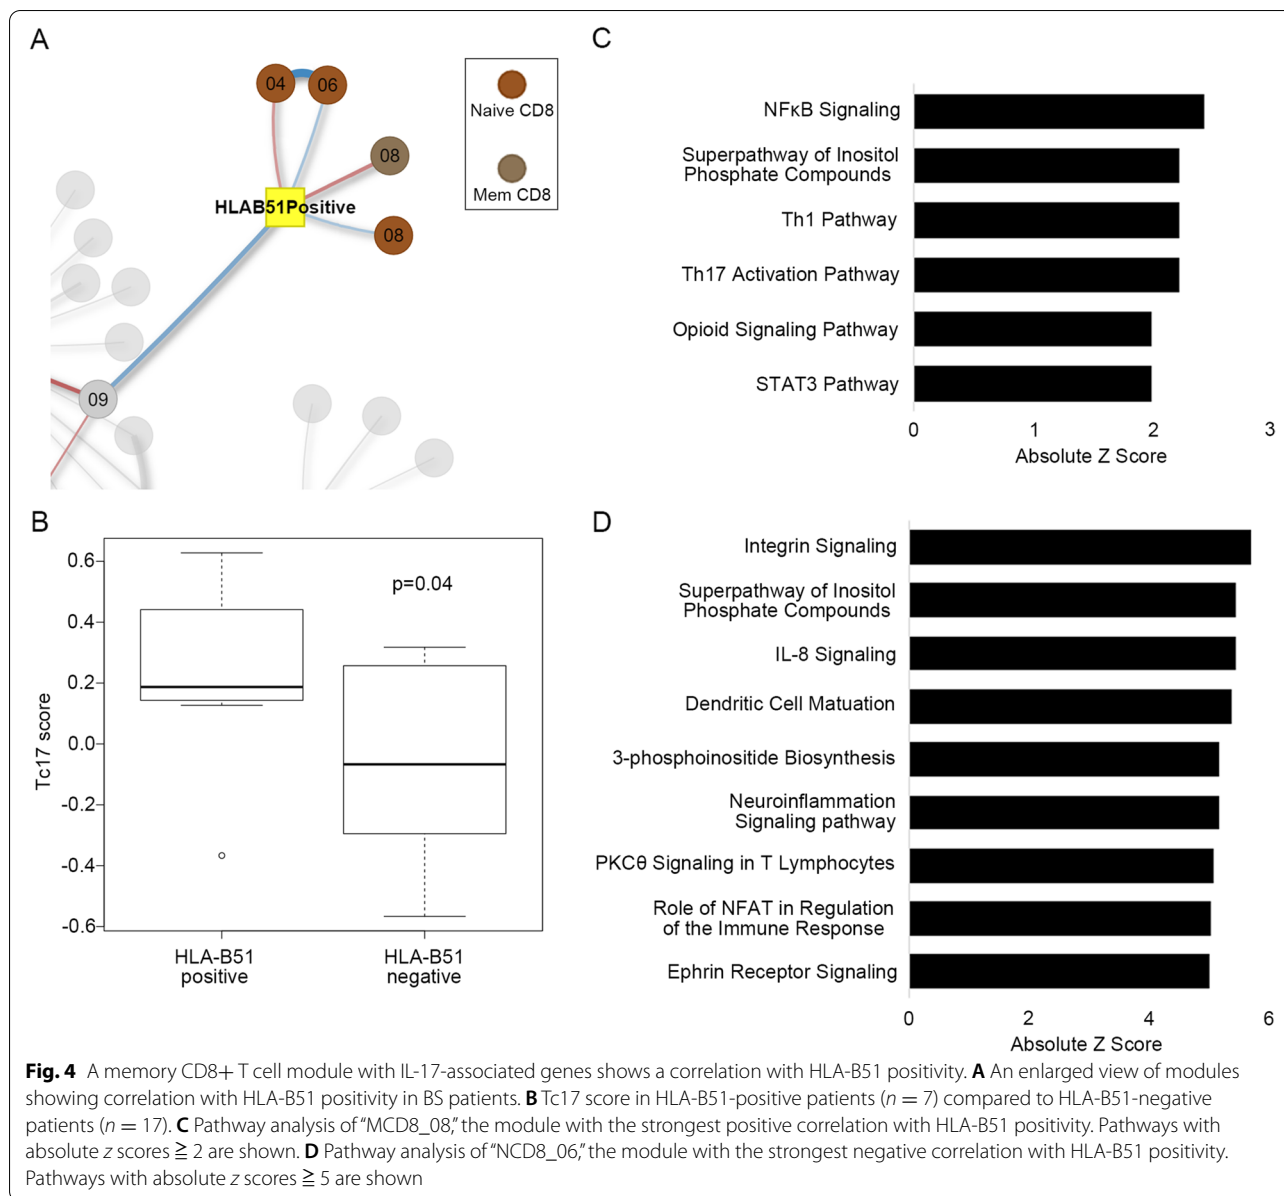 A
04
06
08
HLAB51Positive
08
09
Naive CD8
Mem CD8
B
Tc17 score
0.6
0.4
0.2
0.0
-0.2
-0.4
-0.6
p=0.04
HLA-B51
positive
HLA-B51
negative
C
NFκB Signaling
Superpathway of Inositol
Phosphate Compounds
Th1 Pathway
Th17 Activation Pathway
Opioid Signaling Pathway
STAT3 Pathway
0 1 2 3
Absolute Z Score
D
Integrin Signaling
Superpathway of Inositol
Phosphate Compounds
IL-8 Signaling
Dendritic Cell Matuation
3-phosphoinositide Biosynthesis
Neuroinflammation
Signaling pathway
PKCθ Signaling in T Lymphocytes
Role of NFAT in Regulation
of the Immune Response
Ephrin Receptor Signaling
0 2 4 6
Absolute Z Score
Fig. 4 A memory CD8+ T cell module with IL-17-associated genes shows a correlation with HLA-B51 positivity. A An enlarged view of modules
showing correlation with HLA-B51 positivity in BS patients. B Tc17 score in HLA-B51-positive patients (n = 7) compared to HLA-B51-negative
patients (n = 17). C Pathway analysis of “MCD8_08,” the module with the strongest positive correlation with HLA-B51 positivity. Pathways with
absolute z scores ≧ 2 are shown. D Pathway analysis of “NCD8_06,” the module with the strongest negative correlation with HLA-B51 positivity.
Pathways with absolute z scores ≧ 5 are shown